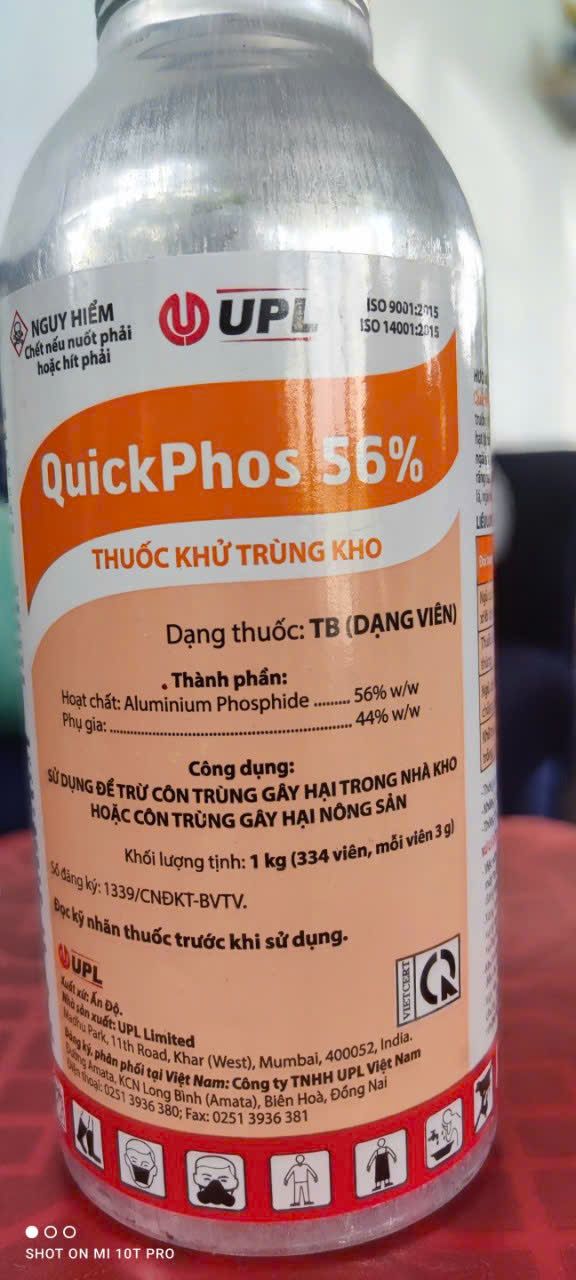 NGUY HIỂM
Chết nếu nuốt phải
hoặc hít phải
UPL
ISO 9001:2015
ISO 14001:2015
QuickPhos 56%
THUỐC KHỬ TRÙNG KHO
Dạng thuốc: TB (DẠNG VIÊN)
Thành phần:
Hoạt chất: Aluminium Phosphide ......... 56% w/w
Phụ gia: ........................................................ 44% w/w
Công dụng:
SỬ DỤNG ĐỂ TRỪ CÔN TRÙNG GÂY HẠI TRONG NHÀ KHO
HOẶC CÔN TRÙNG GÂY HẠI NÔNG SẢN
Khối lượng tịnh: 1 kg (334 viên, mỗi viên 3 g)
Số đăng ký: 1339/CNĐKT-BVTV.
Đọc kỹ nhãn thuốc trước khi sử dụng.
UPL
VIETCERT
Xuất xứ: Ấn Độ.
Nhà sản xuất: UPL Limited
Madhu Park, 11th Road, Khar (West), Mumbai, 400052, India.
Đăng ký, phân phối tại Việt Nam: Công ty TNHH UPL Việt Nam
Đường Amata, KCN Long Bình (Amata), Biên Hoà, Đồng Nai
Điện thoại: 0251 3936 380; Fax: 0251 3936 381
SHOT ON MI 10T PRO